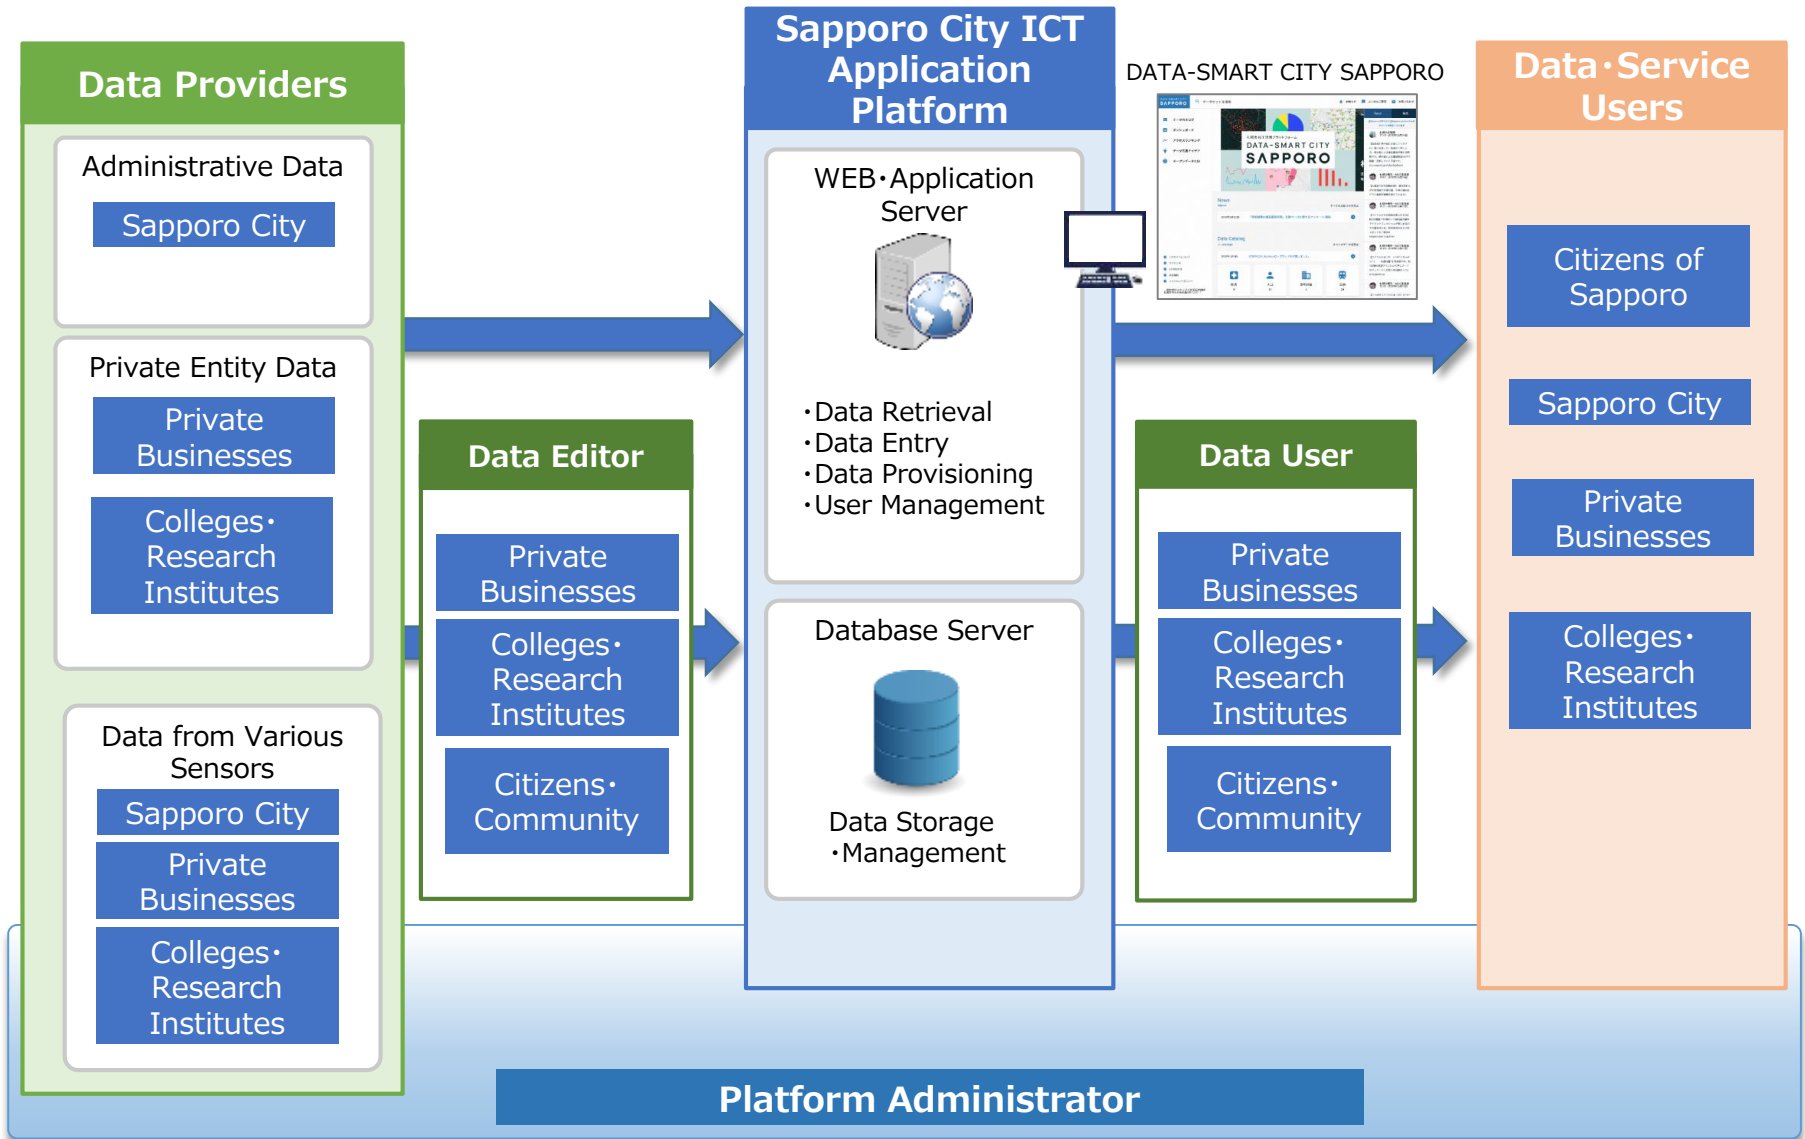 Data Providers
Administrative Data
Sapporo City
Private Entity Data
Private
Businesses
Colleges・
Research
Institutes
Data from Various
Sensors
Sapporo City
Private
Businesses
Colleges・
Research
Institutes
Data Editor
Private
Businesses
Colleges・
Research
Institutes
Citizens・
Community
Sapporo City ICT
Application
Platform
WEB・Application
Server
・Data Retrieval
・Data Entry
・Data Provisioning
・User Management
Database Server
Data Storage
・Management
DATA-SMART CITY SAPPORO
SAPPORO
DATA-SMART CITY
SAPPORO
News
Data Catalog
Data User
Private
Businesses
Colleges・
Research
Institutes
Citizens・
Community
Data・Service
Users
Citizens of
Sapporo
Sapporo City
Private
Businesses
Colleges・
Research
Institutes
Platform Administrator